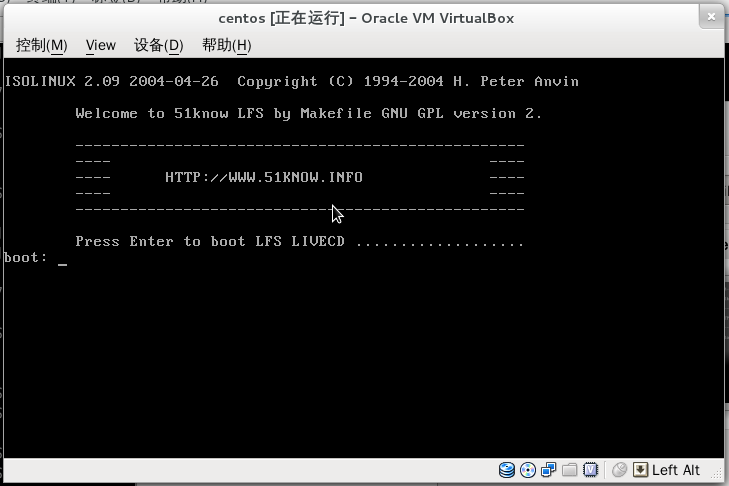 centos [正在运行] - Oracle VM VirtualBox
控制(M) View 设备(D) 帮助(H)
ISOLINUX 2.09 2004-04-26  Copyright (C) 1994-2004 H. Peter Anvin
Welcome to 51know LFS by Makefile GNU GPL version 2.
--------------------------------------------------
---- ----
---- HTTP://WWW.51KNOW.INFO ----
---- ----
--------------------------------------------------
Press Enter to boot LFS LIVECD ...................
boot: _
Left Alt